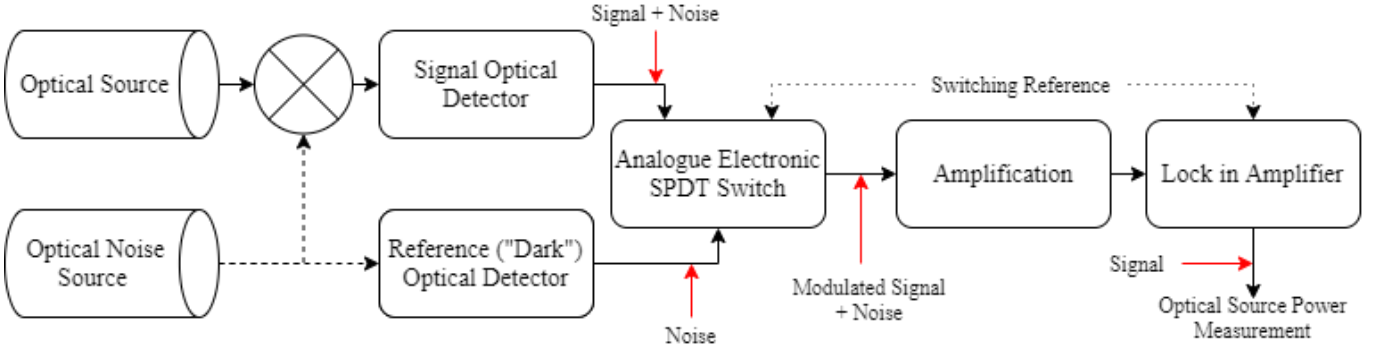 Signal + Noise
Optical Source
Signal Optical
Detector
Switching Reference
Analogue Electronic
SPDT Switch
Amplification
Lock in Amplifier
Optical Noise
Source
Reference ("Dark")
Optical Detector
Noise
Modulated Signal
+ Noise
Signal
Optical Source Power
Measurement